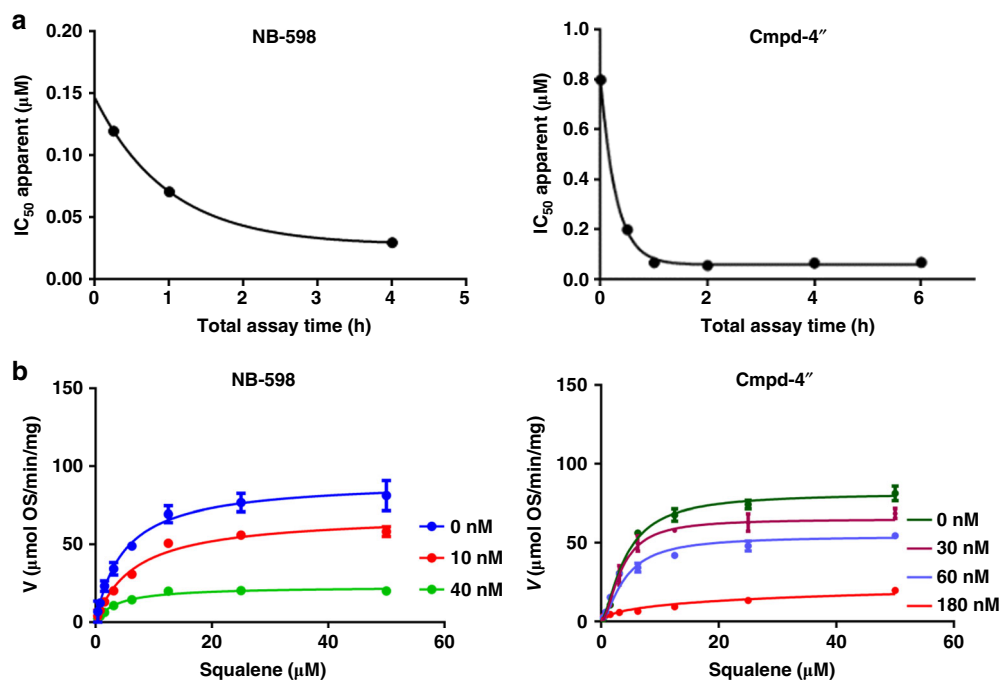 a
NB-598
IC50 apparent (μM)
0.20
0.15
0.10
0.05
0.00
0 1 2 3 4 5
Total assay time (h)
Cmpd-4″
IC50 apparent (μM)
1.0
0.8
0.6
0.4
0.2
0.0
0 2 4 6
Total assay time (h)
b
NB-598
V (μmol OS/min/mg)
150
100
50
0
0 20 40 60
Squalene (μM)
0 nM
10 nM
40 nM
Cmpd-4″
V (μmol OS/min/mg)
150
100
50
0
0 20 40 60
Squalene (μM)
0 nM
30 nM
60 nM
180 nM